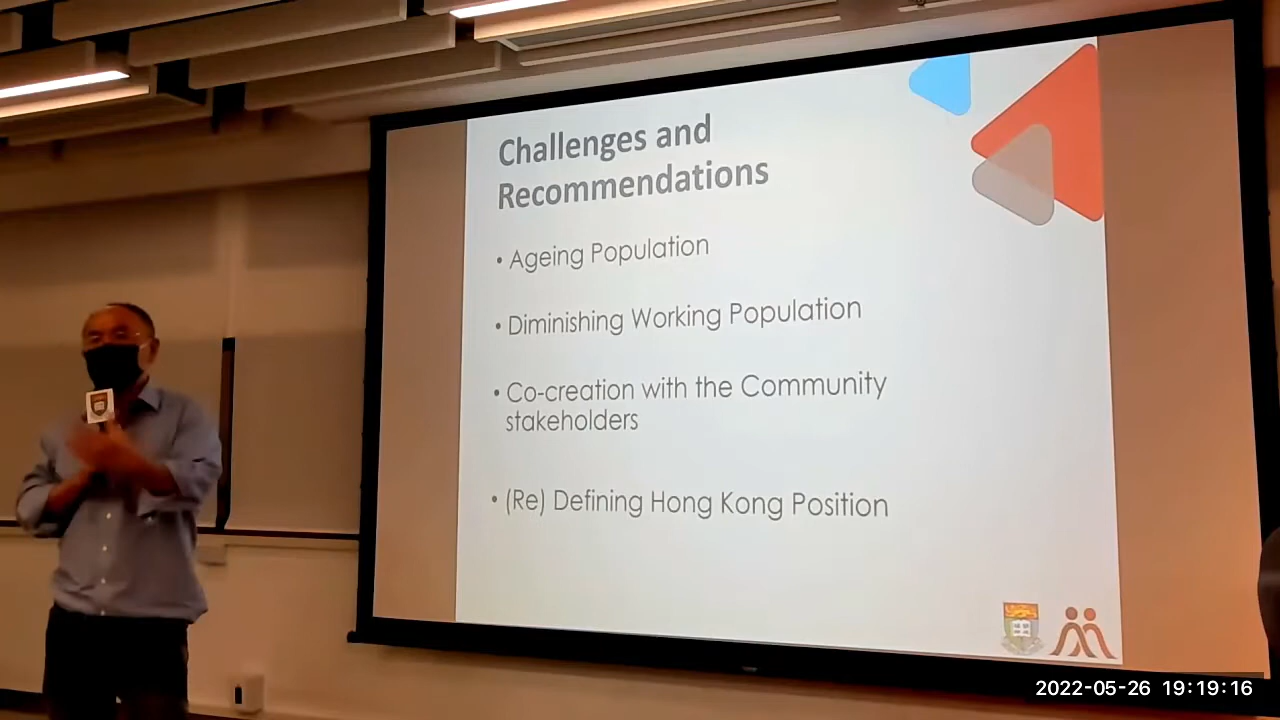 Challenges and
Recommendations
• Ageing Population
• Diminishing Working Population
• Co-creation with the Community
stakeholders
• (Re) Defining Hong Kong Position
2022-05-26 19:19:16